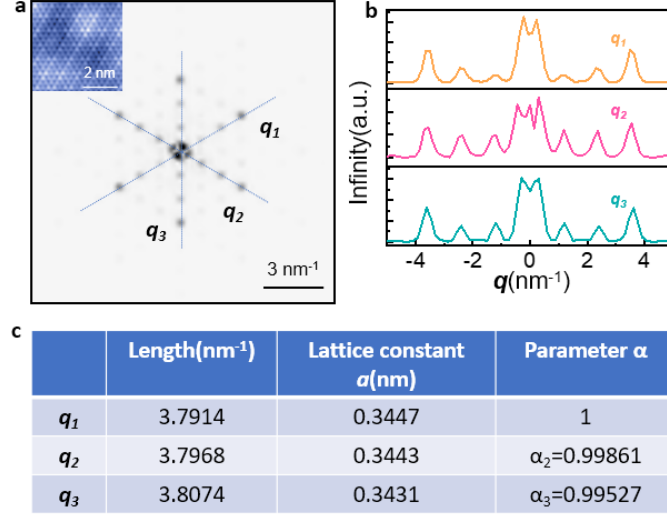 a
2 nm
q1
q2
q3
3 nm-1
b
Infinity(a.u.)
q1
q2
q3
-4 -2 0 2 4
q(nm-1)
c
Length(nm-1) Lattice constant a(nm) Parameter α
q1 3.7914 0.3447 1
q2 3.7968 0.3443 α2=0.99861
q3 3.8074 0.3431 α3=0.99527